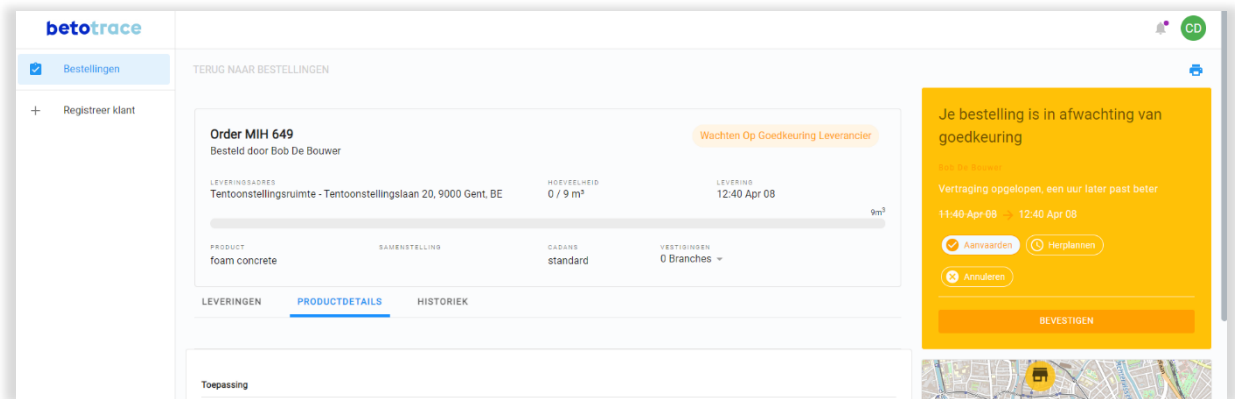 betotrace
CD
Bestellingen
TERUG NAAR BESTELLINGEN
Registreer klant
Order MIH 649
Besteld door Bob De Bouwer
Wachten Op Goedkeuring Leverancier
LEVERINGSADRES
Tentoonstellingsruimte - Tentoonstellingslaan 20, 9000 Gent, BE
HOEVEELHEID
0 / 9 m³
LEVERING
12:40 Apr 08
9m³
PRODUCT
foam concrete
SAMENSTELLING
CADANS
standard
VESTIGINGEN
0 Branches
LEVERINGEN
PRODUCTDETAILS
HISTORIEK
Toepassing
Je bestelling is in afwachting van
goedkeuring
Bob De Bouwer
Vertraging opgelopen, een uur later past beter
11:40 Apr 08 → 12:40 Apr 08
Aanvaarden
Herplannen
Annuleren
BEVESTIGEN